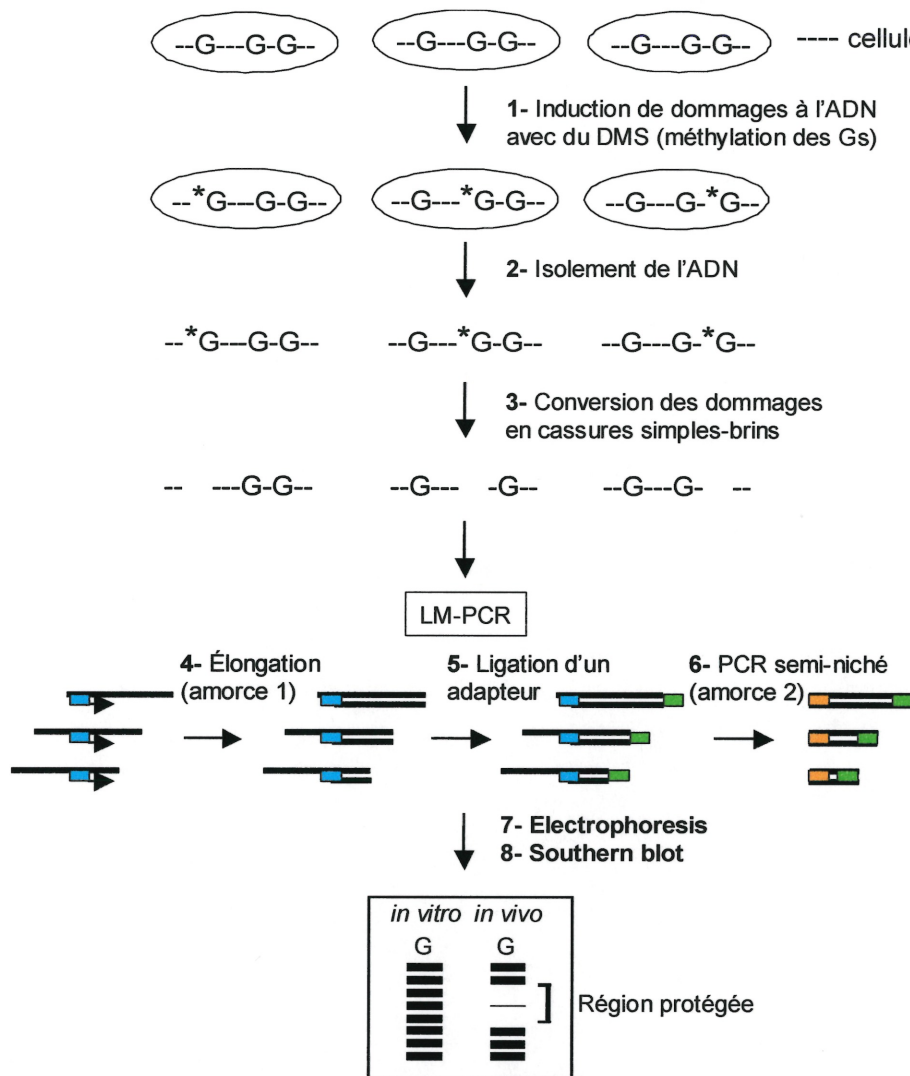 --G---G-G-- --G---G-G-- --G---G-G-- ---- cellule
1- Induction de dommages à l'ADN
avec du DMS (méthylation des Gs)
--*G---G-G-- --G---*G-G-- --G---G-*G--
2- Isolement de l'ADN
--*G---G-G-- --G---*G-G-- --G---G-*G--
3- Conversion des dommages
en cassures simples-brins
-- ---G-G-- --G--- -G-- --G---G- --
LM-PCR
4- Élongation
(amorce 1)
5- Ligation d'un
adapteur
6- PCR semi-niché
(amorce 2)
7- Electrophoresis
8- Southern blot
in vitro in vivo
G G
Région protégée